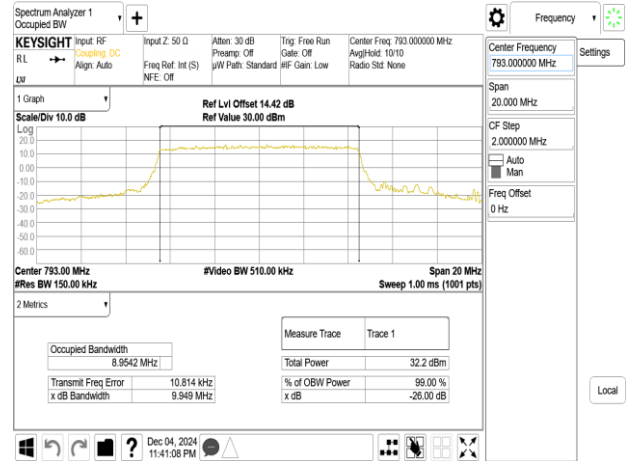 Spectrum Analyzer 1
Occupied BW
Frequency
KEYSIGHT
RL
Input: RF
Coupling: DC
Align: Auto
Input Z: 50 Ω
Freq Ref: Int (S)
NFE: Off
Atten: 30 dB
Preamp: Off
µW Path: Standard
Trig: Free Run
Gate: Off
#IF Gain: Low
Center Freq: 793.000000 MHz
Avg|Hold: 10/10
Radio Std: None
Center Frequency
793.000000 MHz
Settings
Span
20.000 MHz
CF Step
2.000000 MHz
Auto
Man
Freq Offset
0 Hz
Local
1 Graph
Scale/Div 10.0 dB
Ref Lvl Offset 14.42 dB
Ref Value 30.00 dBm
Log
20.0
10.0
0.00
-10.0
-20.0
-30.0
-40.0
-50.0
-60.0
Center 793.00 MHz
#Video BW 510.00 kHz
Span 20 MHz
#Res BW 150.00 kHz
Sweep 1.00 ms (1001 pts)
2 Metrics
Occupied Bandwidth
8.9542 MHz
Transmit Freq Error 10.814 kHz
x dB Bandwidth 9.949 MHz
Measure Trace Trace 1
Total Power 32.2 dBm
% of OBW Power 99.00 %
x dB -26.00 dB
Dec 04, 2024
11:41:08 PM